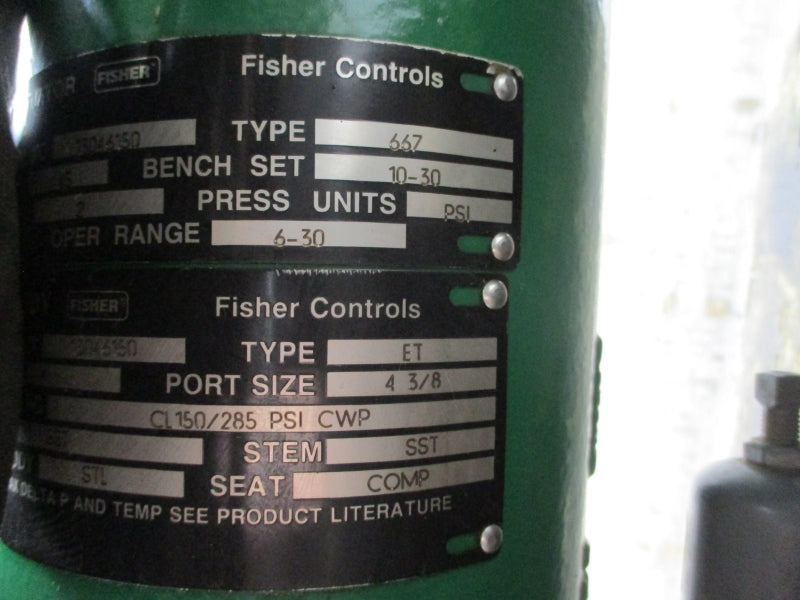 FISHER Fisher Controls
TYPE 667
BENCH SET 10-30
2 PRESS UNITS PSI
OPER RANGE 6-30
FISHER Fisher Controls
TYPE ET
PORT SIZE 4 3/8
CL150/285 PSI CWP
STEM SST
STL SEAT COMP
DELTA P AND TEMP SEE PRODUCT LITERATURE